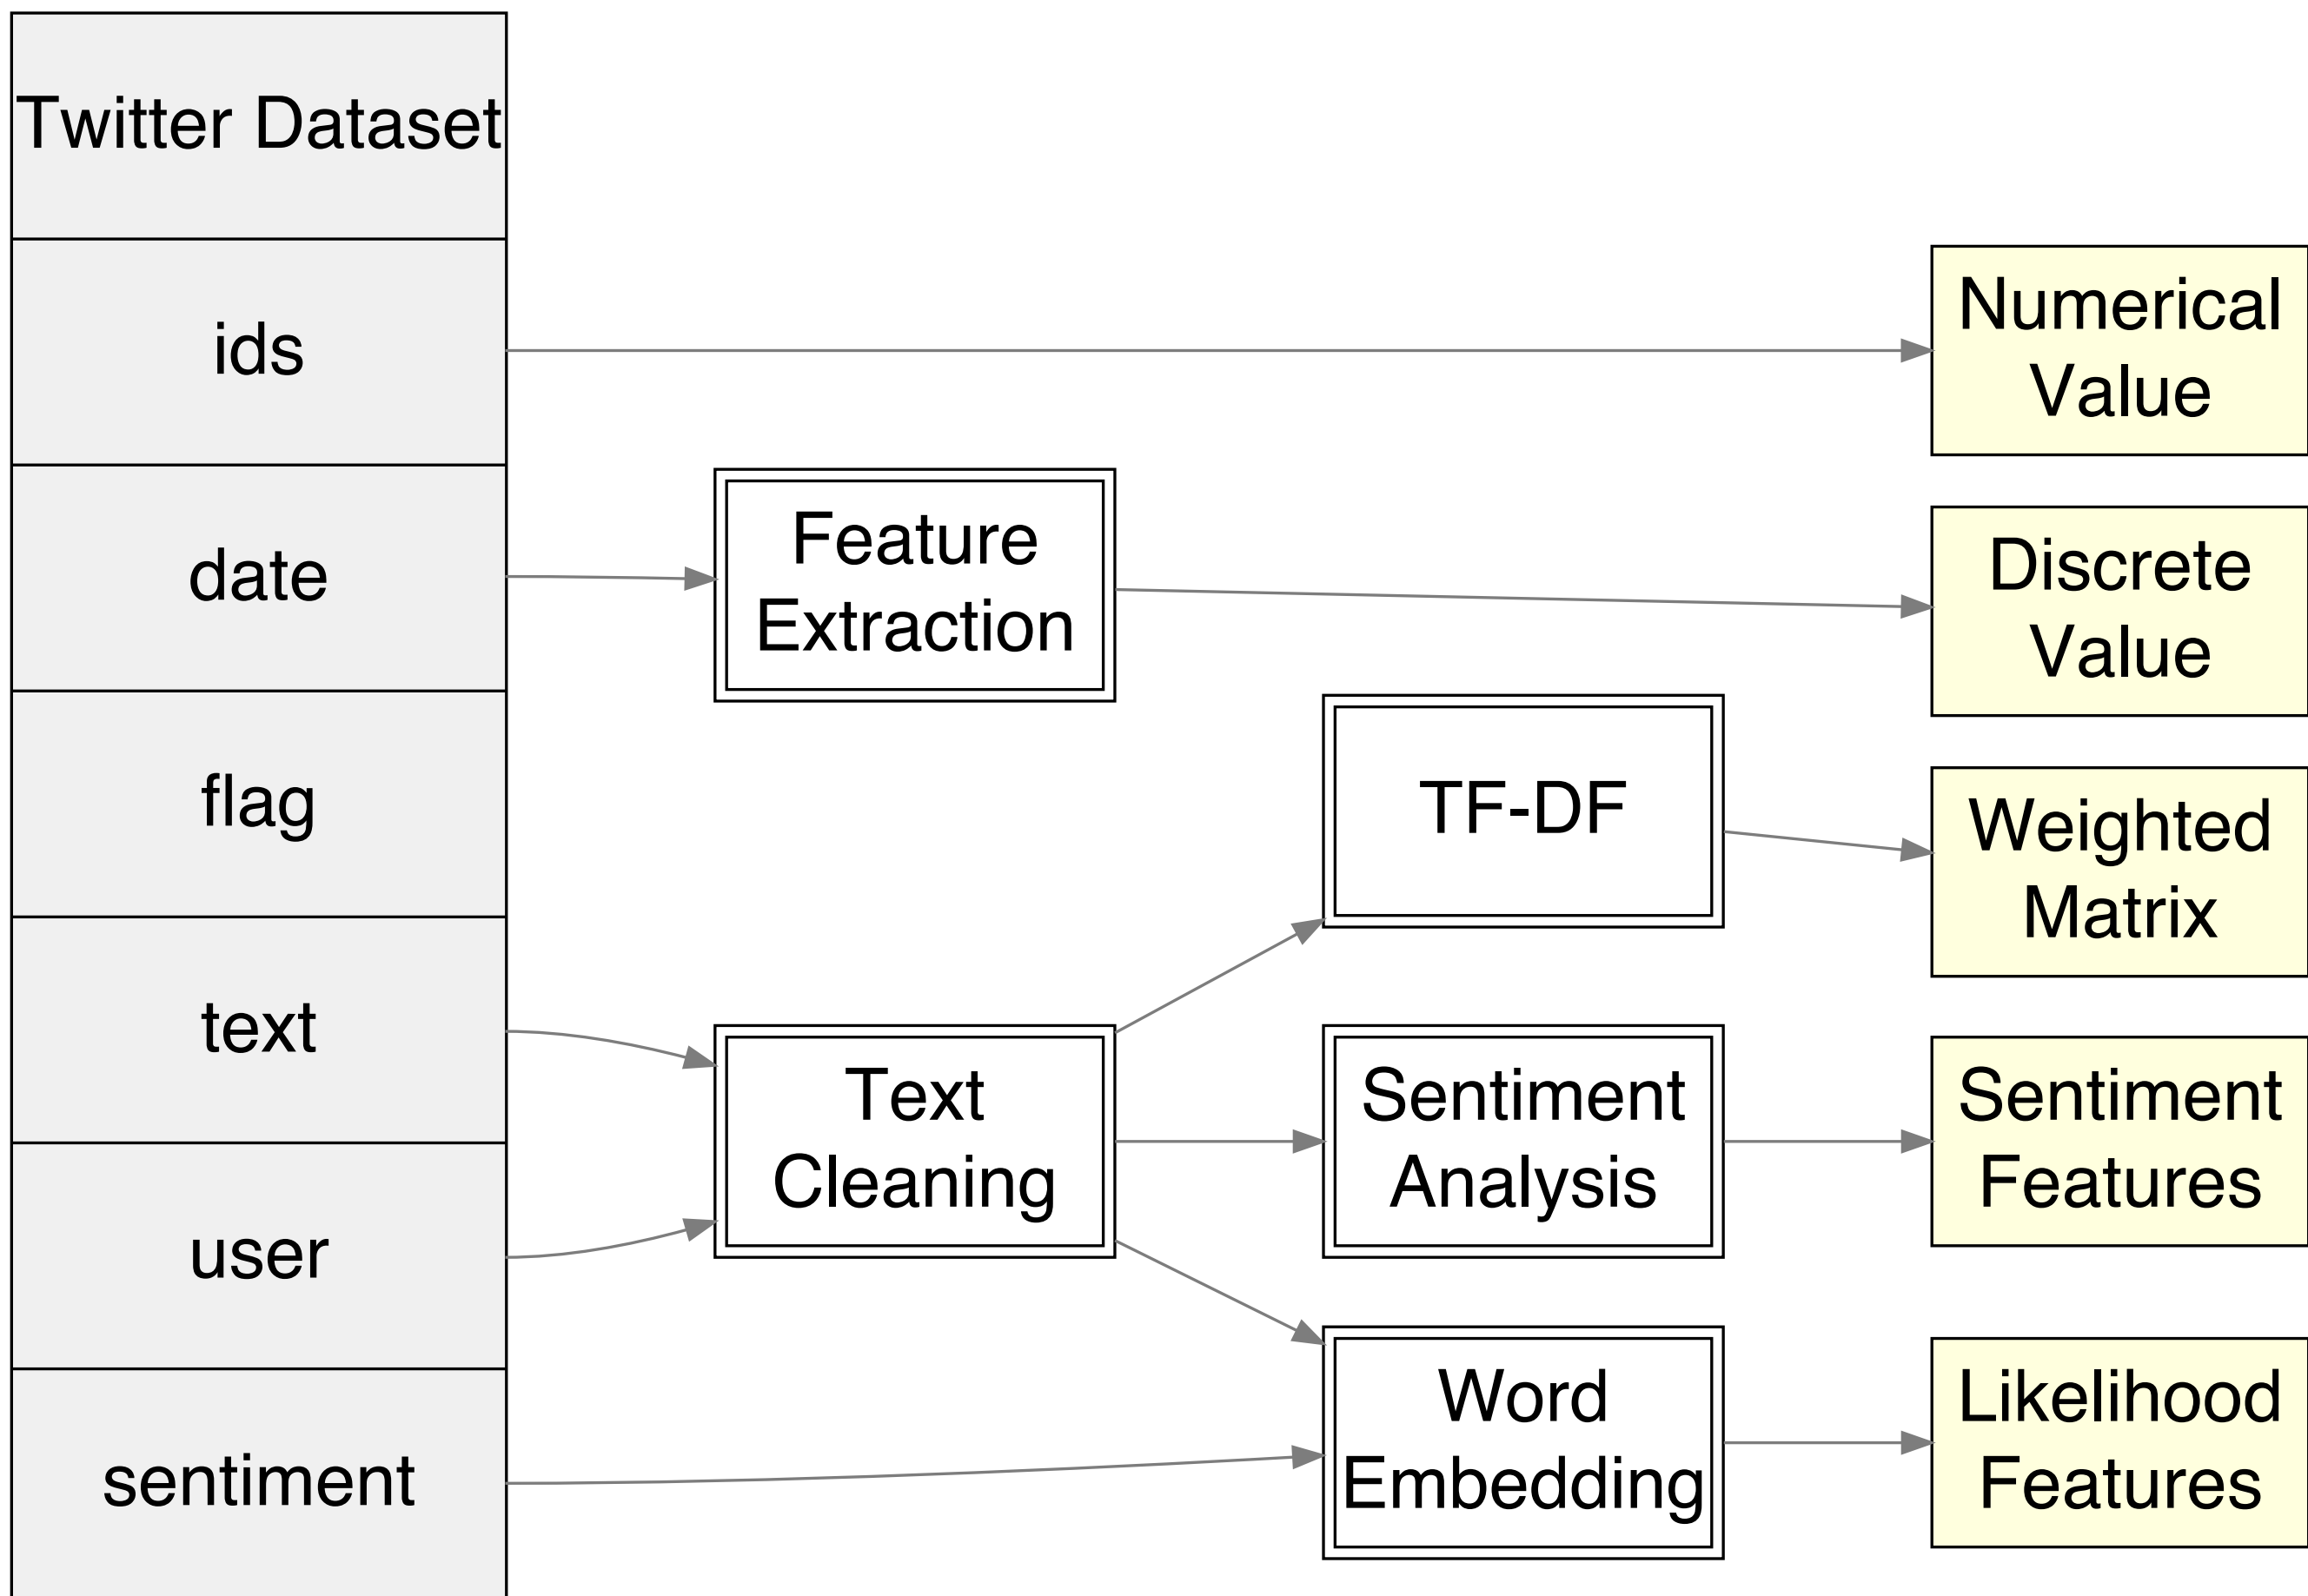 Twitter Dataset
ids
date
flag
text
user
sentiment
Feature
Extraction
Text
Cleaning
TF-DF
Sentiment
Analysis
Word
Embedding
Numerical
Value
Discrete
Value
Weighted
Matrix
Sentiment
Features
Likelihood
Features